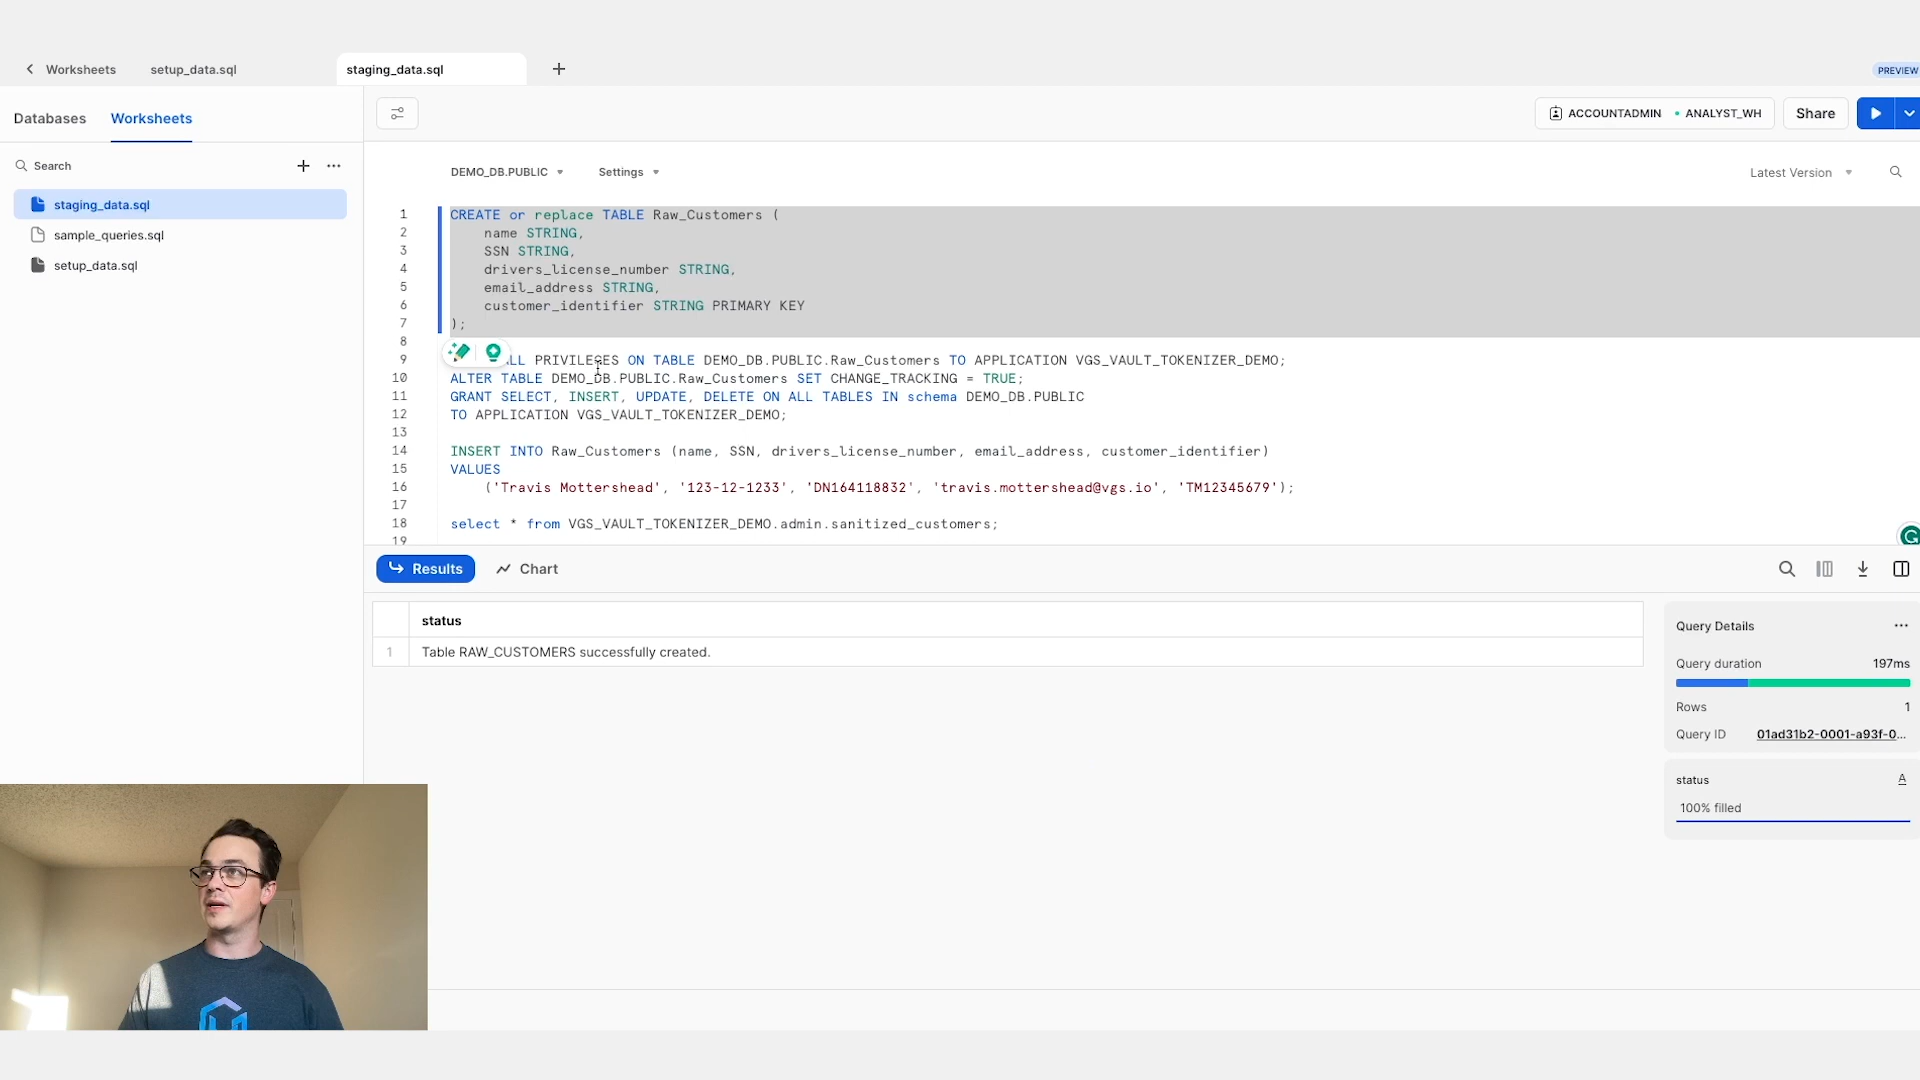 Worksheets
setup_data.sql
staging_data.sql
PREVIEW
Databases
Worksheets
ACCOUNTADMIN
ANALYST_WH
Share
Search
staging_data.sql
sample_queries.sql
setup_data.sql
DEMO_DB.PUBLIC
Settings
Latest Version
1 CREATE or replace TABLE Raw_Customers (
2 name STRING,
3 SSN STRING,
4 drivers_license_number STRING,
5 email_address STRING,
6 customer_identifier STRING PRIMARY KEY
7 );
8
9 LL PRIVILEGES ON TABLE DEMO_DB.PUBLIC.Raw_Customers TO APPLICATION VGS_VAULT_TOKENIZER_DEMO;
10 ALTER TABLE DEMO_DB.PUBLIC.Raw_Customers SET CHANGE_TRACKING = TRUE;
11 GRANT SELECT, INSERT, UPDATE, DELETE ON ALL TABLES IN schema DEMO_DB.PUBLIC
12 TO APPLICATION VGS_VAULT_TOKENIZER_DEMO;
13
14 INSERT INTO Raw_Customers (name, SSN, drivers_license_number, email_address, customer_identifier)
15 VALUES
16 ('Travis Mottershead', '123-12-1233', 'DN164118832', 'travis.mottershead@vgs.io', 'TM12345679');
17
18 select * from VGS_VAULT_TOKENIZER_DEMO.admin.sanitized_customers;
19
Results
Chart
status
1 Table RAW_CUSTOMERS successfully created.
Query Details
Query duration 197ms
Rows 1
Query ID 01ad31b2-0001-a93f-0...
status A
100% filled